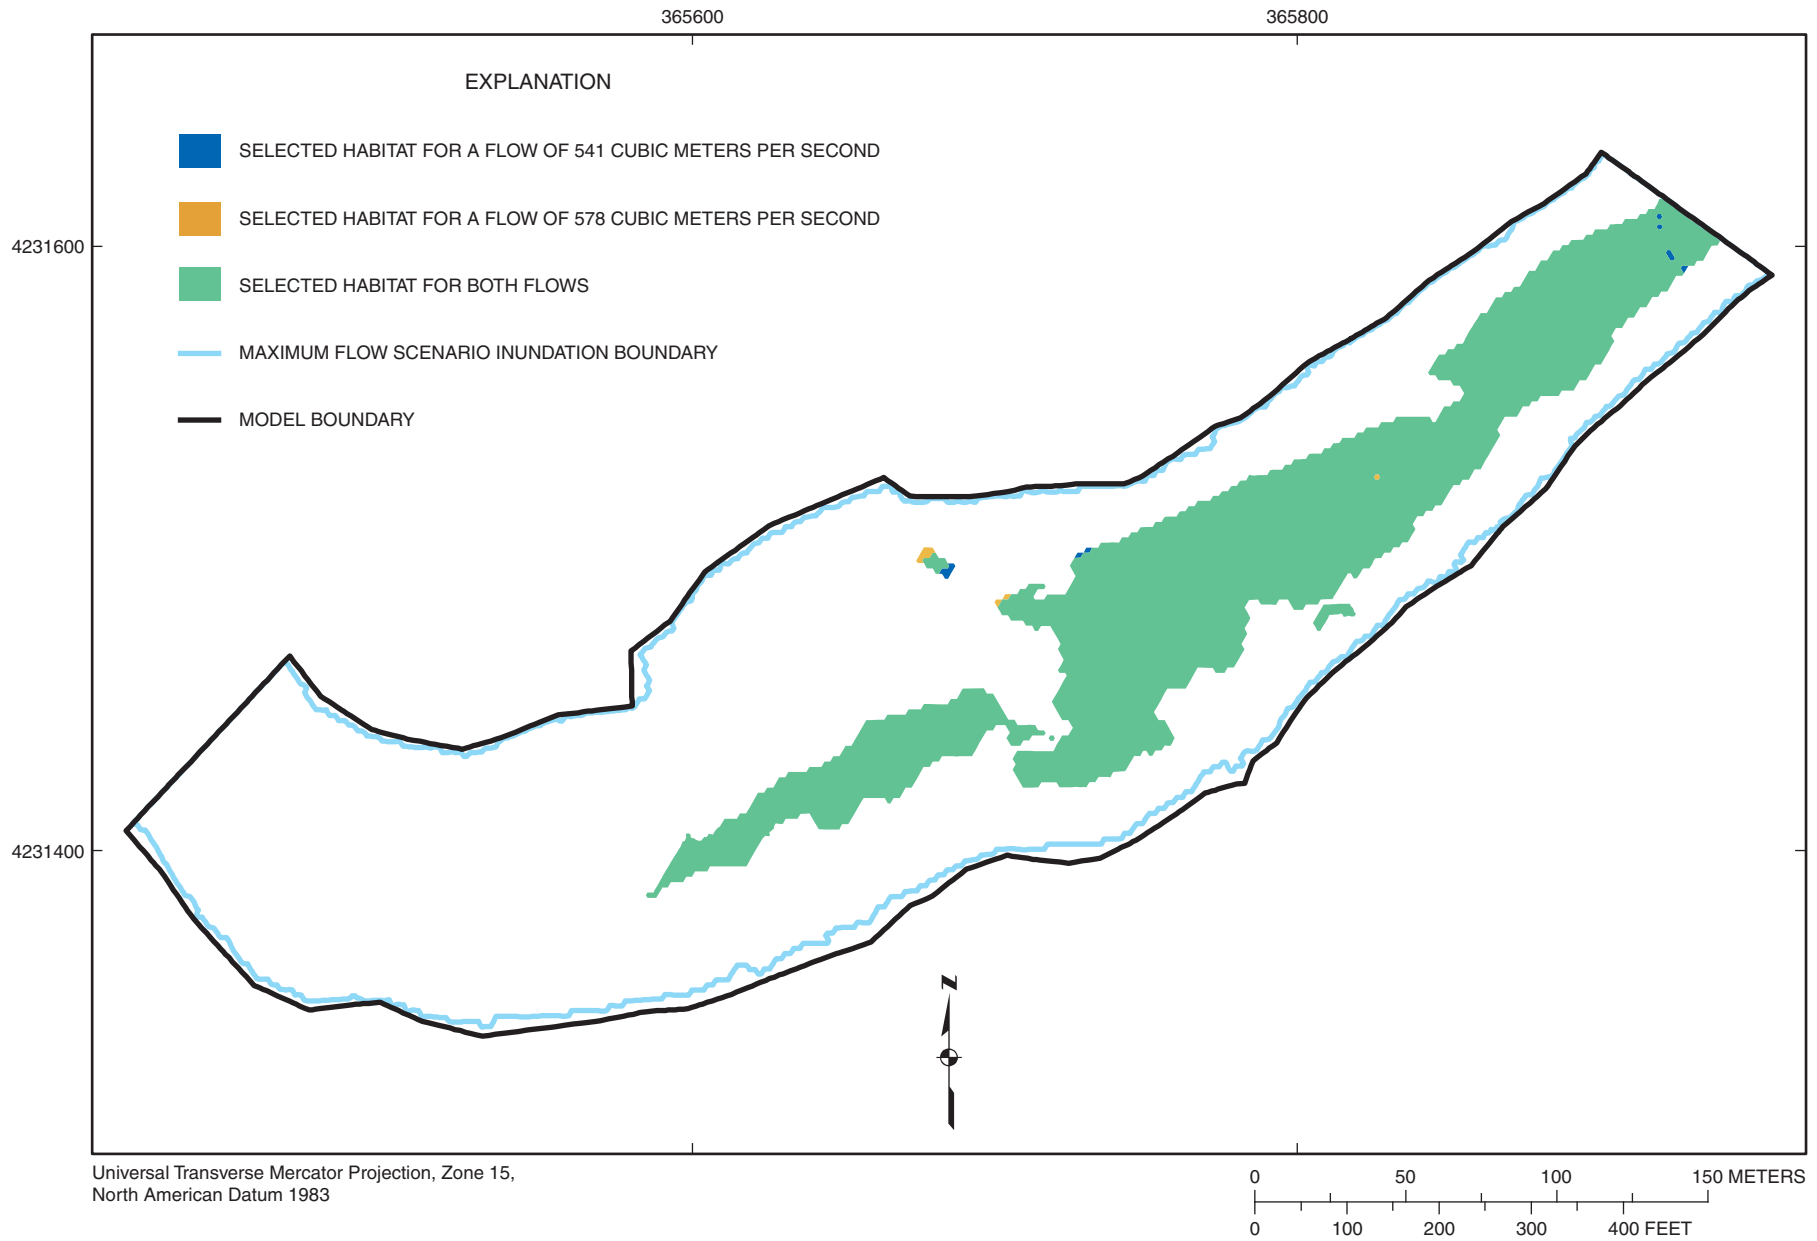 365600 365800
EXPLANATION
SELECTED HABITAT FOR A FLOW OF 541 CUBIC METERS PER SECOND
SELECTED HABITAT FOR A FLOW OF 578 CUBIC METERS PER SECOND
4231600
SELECTED HABITAT FOR BOTH FLOWS
MAXIMUM FLOW SCENARIO INUNDATION BOUNDARY
MODEL BOUNDARY
4231400
N
Universal Transverse Mercator Projection, Zone 15,
North American Datum 1983
0 50 100 150 METERS
0 100 200 300 400 FEET